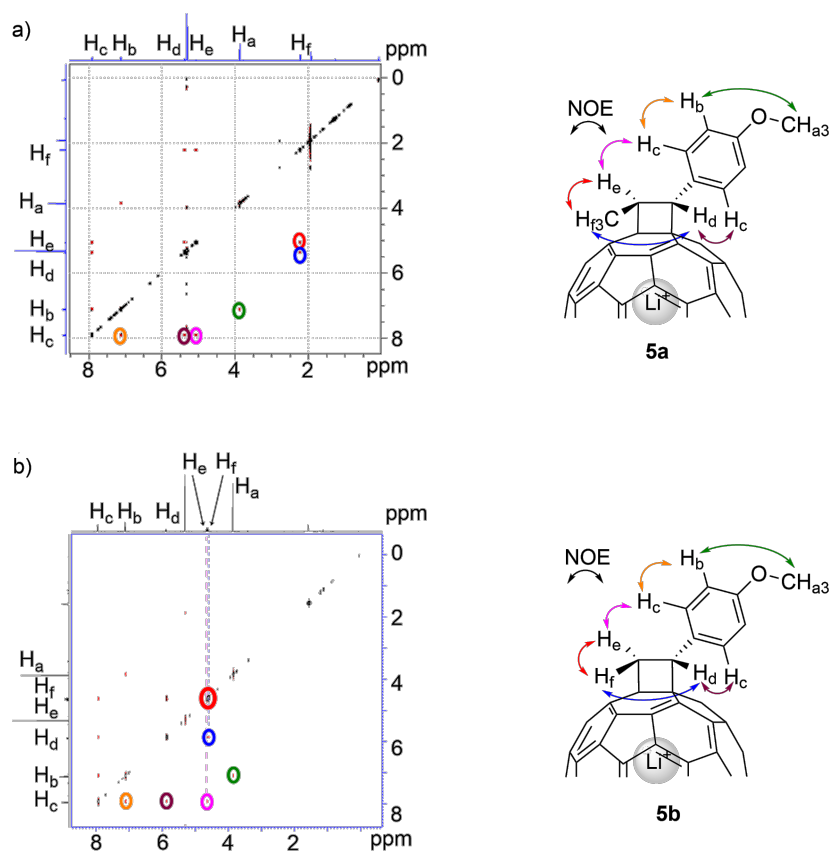 a)
Hc Hb Hd He Ha Hf ppm
0
2
4
6
8
Hf
Ha
He
Hd
Hb
Hc
8 6 4 2 ppm
NOE
Hb
O CHa3
Hc
He
Hf3C
Hd Hc
Li+
5a
b)
He Hf
Ha
Hc Hb Hd ppm
0
2
4
6
8
Ha
Hf
He
Hd
Hb
Hc
8 6 4 2
ppm
NOE
Hb
O CHa3
Hc
He
Hf Hd Hc
Li+
5b